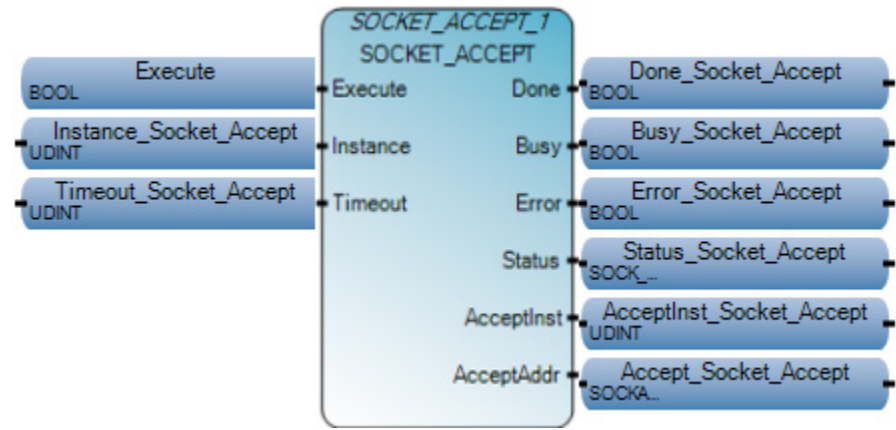 SOCKET_ACCEPT_1
SOCKET_ACCEPT
Execute
BOOL
Execute
Done
Done_Socket_Accept
BOOL
Instance_Socket_Accept
UDINT
Instance
Busy
Busy_Socket_Accept
BOOL
Timeout_Socket_Accept
UDINT
Timeout
Error
Error_Socket_Accept
BOOL
Status
Status_Socket_Accept
SOCK_...
AcceptInst
AcceptInst_Socket_Accept
UDINT
AcceptAddr
Accept_Socket_Accept
SOCKA...